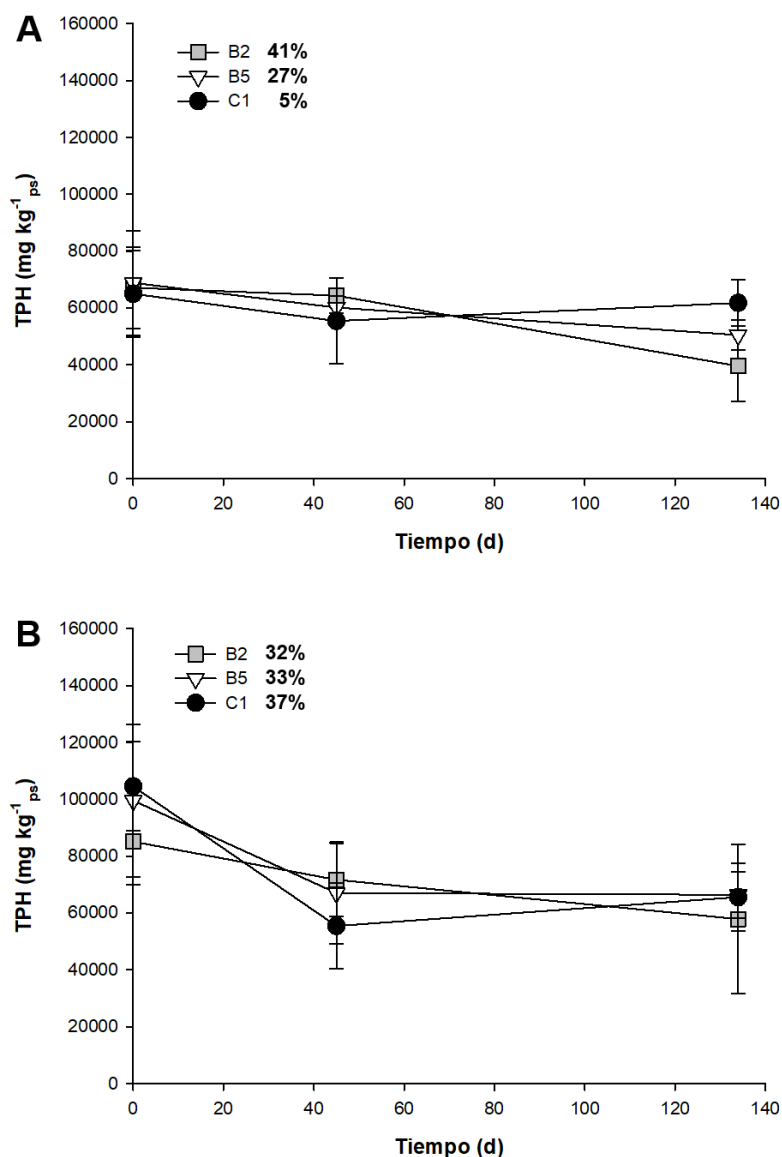 A
B2 41%
B5 27%
C1 5%
TPH (mg kg⁻¹ps)
160000
140000
120000
100000
80000
60000
40000
20000
0
0 20 40 60 80 100 120 140
Tiempo (d)
B
B2 32%
B5 33%
C1 37%
TPH (mg kg⁻¹ps)
160000
140000
120000
100000
80000
60000
40000
20000
0
0 20 40 60 80 100 120 140
Tiempo (d)